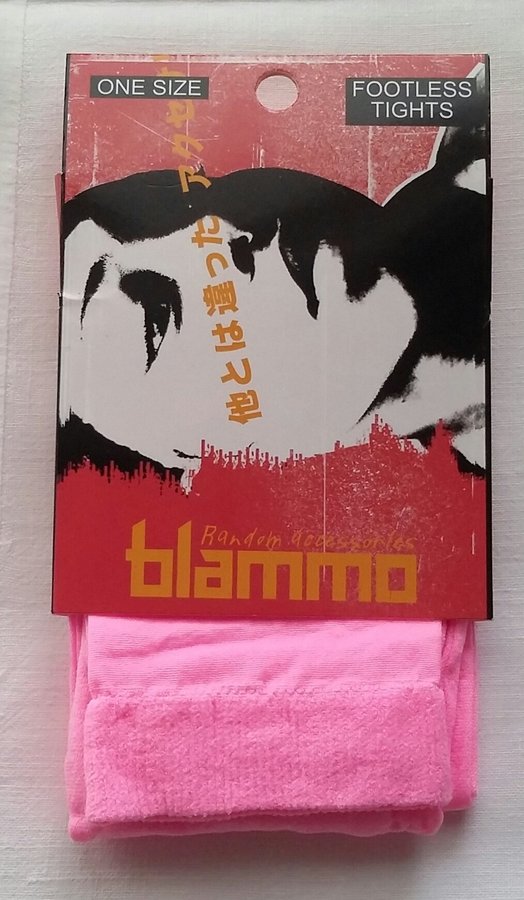 ONE SIZE
FOOTLESS
TIGHTS
他とは違った アクセ
Random accessories
blammo